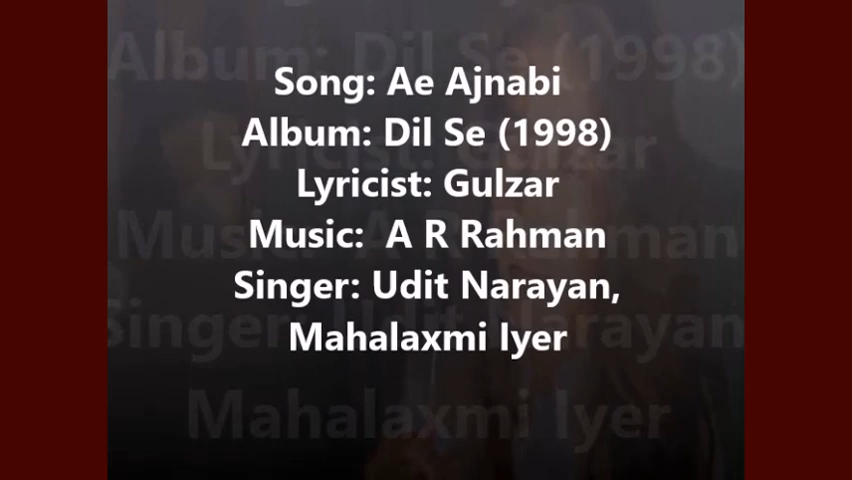 Song: Ae Ajnabi
Album: Dil Se (1998)
Lyricist: Gulzar
Music:  A R Rahman
Singer: Udit Narayan,
Mahalaxmi Iyer